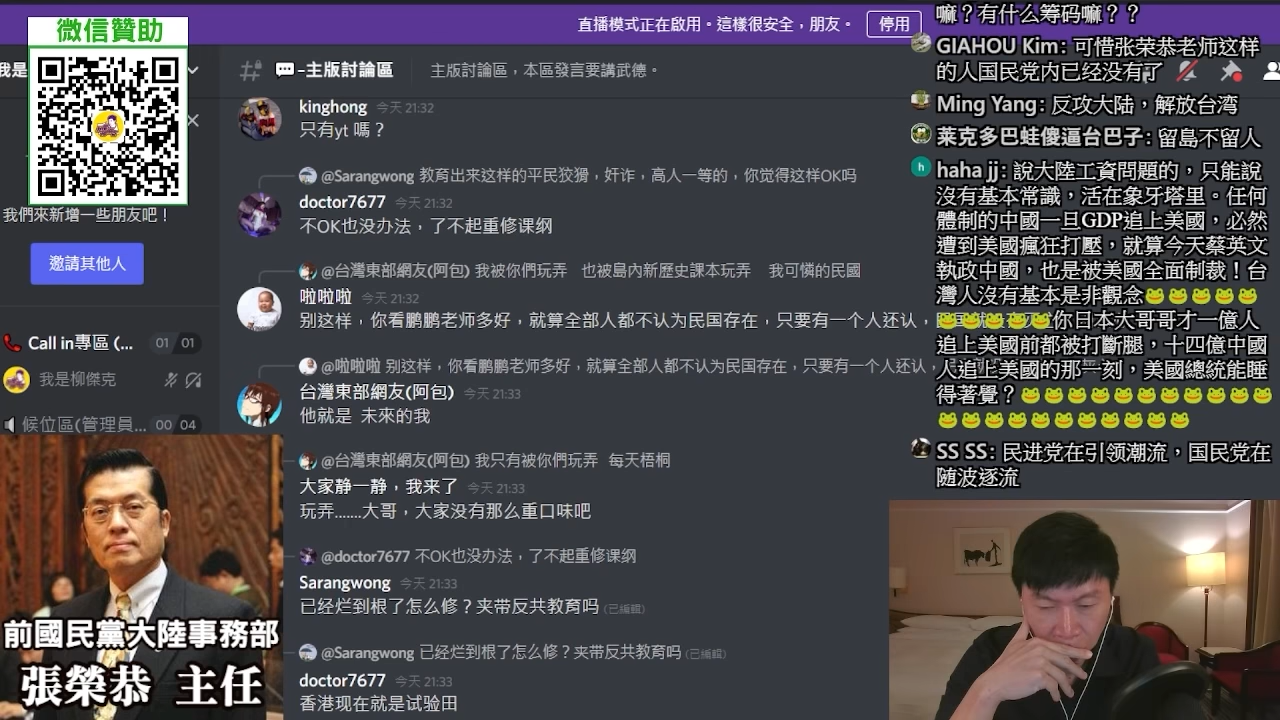 微信贊助
我是
我們來新增一些朋友吧！
邀請其他人
Call in專區 (...
01 01
我是柳傑克
候位區(管理員...
00 04
前國民黨大陸事務部
張榮恭 主任
直播模式正在啟用。這樣很安全，朋友。
停用
-主版討論區
主版討論區，本區發言要講武德。
kinghong 今天 21:32
只有yt 嗎？
@Sarangwong 教育出来这样的平民狡猾，奸诈，高人一等的，你觉得这样OK吗
doctor7677 今天 21:32
不OK也没办法，了不起重修课纲
@台灣東部網友(阿包) 我被你們玩弄 也被島內新歷史課本玩弄 我可憐的民國
啦啦啦 今天 21:32
别这样，你看鹏鹏老师多好，就算全部人都不认为民国存在，只要有一个人还认，
@啦啦啦 别这样，你看鹏鹏老师多好，就算全部人都不认为民国存在，只要有一个人还认，
台灣東部網友(阿包) 今天 21:33
他就是 未來的我
@台灣東部網友(阿包) 我只有被你們玩弄 每天梧桐
大家静一静，我来了 今天 21:33
玩弄.......大哥，大家没有那么重口味吧
@doctor7677 不OK也没办法，了不起重修课纲
Sarangwong 今天 21:33
已经烂到根了怎么修？夹带反共教育吗 (已編輯)
@Sarangwong 已经烂到根了怎么修？夹带反共教育吗 (已編輯)
doctor7677 今天 21:33
香港现在就是试验田
嘛？有什么筹码嘛？？
GIAHOU Kim: 可惜张荣恭老师这样
的人国民党内已经没有了
Ming Yang: 反攻大陆，解放台湾
莱克多巴蛙傻逼台巴子: 留島不留人
haha jj: 說大陸工資問題的，只能說
沒有基本常識，活在象牙塔里。任何
體制的中國一旦GDP追上美國，必然
遭到美國瘋狂打壓，就算今天蔡英文
執政中國，也是被美國全面制裁！台
灣人沒有基本是非觀念🐸🐸🐸🐸🐸
🐸🐸🐸🐸🐸你日本大哥哥才一億人
追上美國前都被打斷腿，十四億中國
人追上美國的那一刻，美國總統能睡
得著覺？🐸🐸🐸🐸🐸🐸🐸🐸🐸🐸🐸
🐸🐸🐸🐸🐸🐸🐸🐸🐸🐸🐸
SS SS: 民进党在引领潮流，国民党在
随波逐流